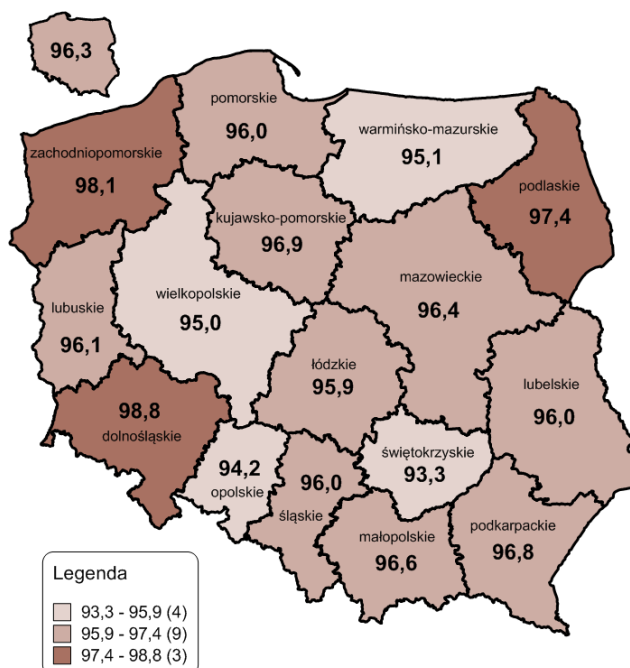 96,3
pomorskie
96,0
warmińsko-mazurskie
95,1
zachodniopomorskie
98,1
podlaskie
97,4
kujawsko-pomorskie
96,9
mazowieckie
96,4
wielkopolskie
95,0
lubuskie
96,1
łódzkie
95,9
lubelskie
96,0
98,8
dolnośląskie
94,2
opolskie
96,0
śląskie
świętokrzyskie
93,3
małopolskie
96,6
podkarpackie
96,8
Legenda
93,3 - 95,9 (4)
95,9 - 97,4 (9)
97,4 - 98,8 (3)